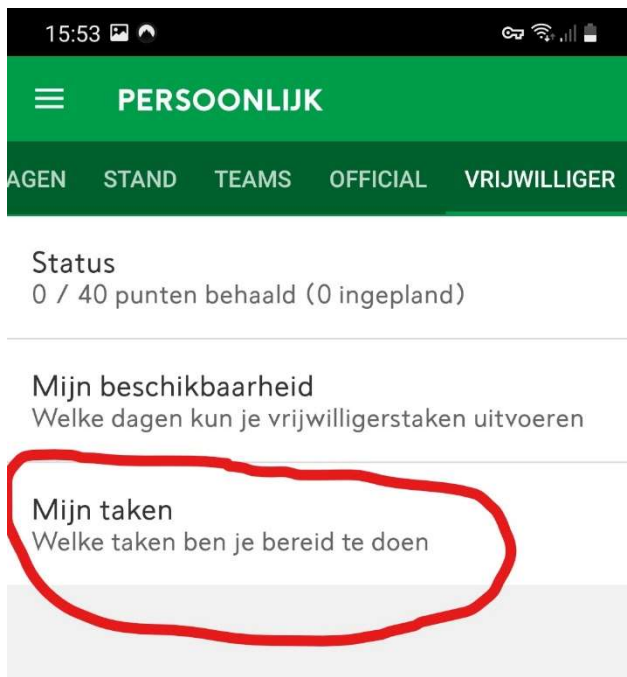 15:53
PERSOONLIJK
AGEN STAND TEAMS OFFICIAL VRIJWILLIGER
Status
0 / 40 punten behaald (0 ingepland)
Mijn beschikbaarheid
Welke dagen kun je vrijwilligerstaken uitvoeren
Mijn taken
Welke taken ben je bereid te doen